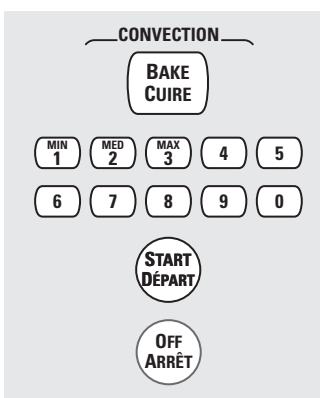 CONVECTION
BAKE
CUIRE
MIN MED MAX
1 2 3 4 5
6 7 8 9 0
START
DÉPART
OFF
ARRÊT